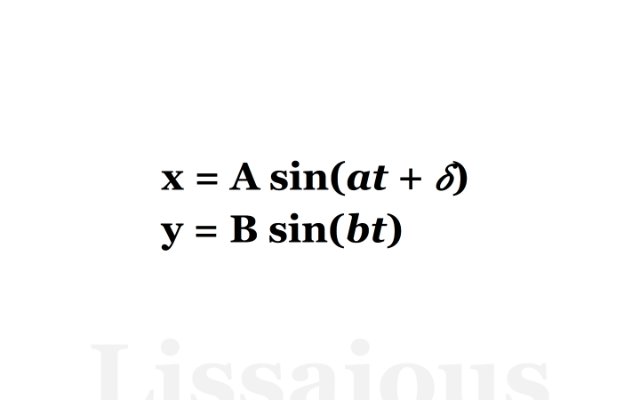 x = A sin(at + δ)
y = B sin(bt)
Lissajous